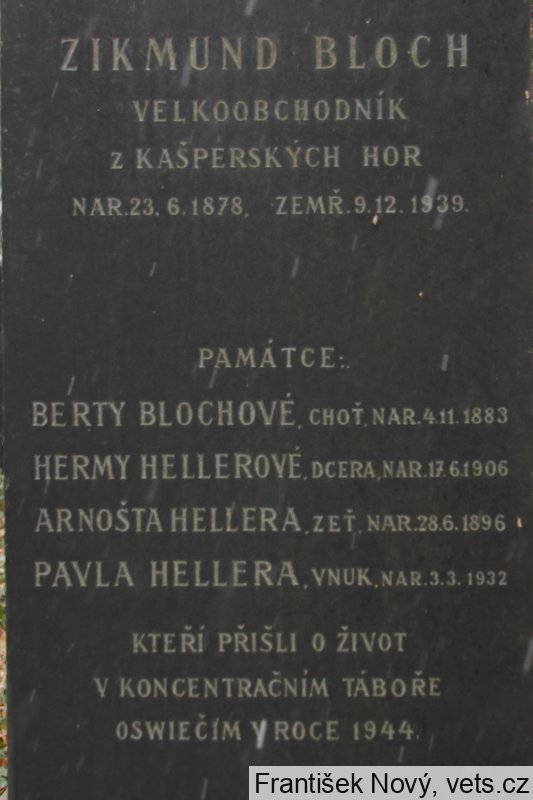 ZIKMUND BLOCH
VELKOOBCHODNÍK
Z KAŠPERSKÝCH HOR
NAR.23.6.1878, ZEMŘ.9.12.1939.
PAMÁTCE:
BERTY BLOCHOVÉ, CHOŤ, NAR.4.11.1883
HERMY HELLEROVÉ, DCERA, NAR.17.6.1906
ARNOŠTA HELLERA, ZEŤ, NAR.28.6.1896
PAVLA HELLERA, VNUK, NAR.3.3.1932
KTEŘÍ PŘIŠLI O ŽIVOT
V KONCENTRAČNÍM TÁBOŘE
OSWIEČÍM V ROCE 1944.
František Nový, vets.cz